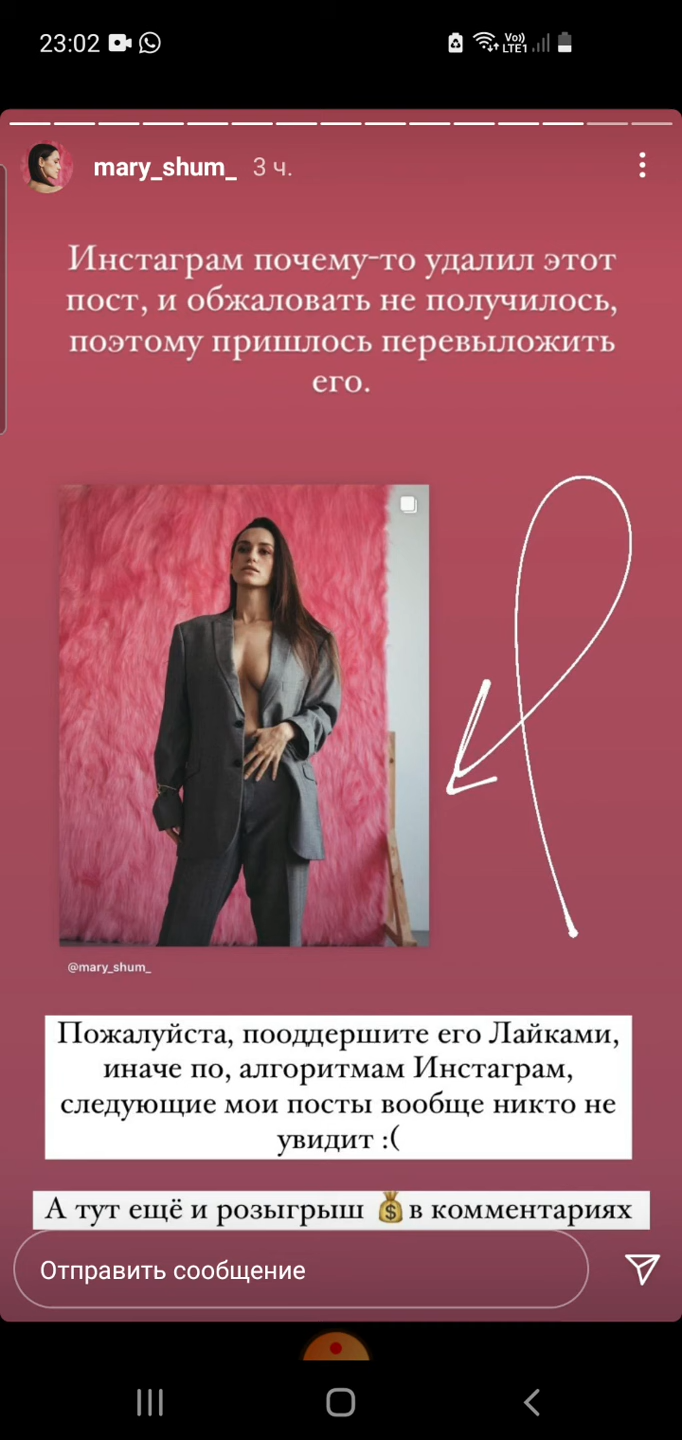 23:02
Vo))
LTE1
mary_shum_ 3 ч.
Инстаграм почему-то удалил этот
пост, и обжаловать не получилось,
поэтому пришлось перевыложить
его.
@mary_shum_
Пожалуйста, пооддершите его Лайками,
иначе по, алгоритмам Инстаграм,
следующие мои посты вообще никто не
увидит :(
А тут ещё и розыгрыш 💰в комментариях
Отправить сообщение